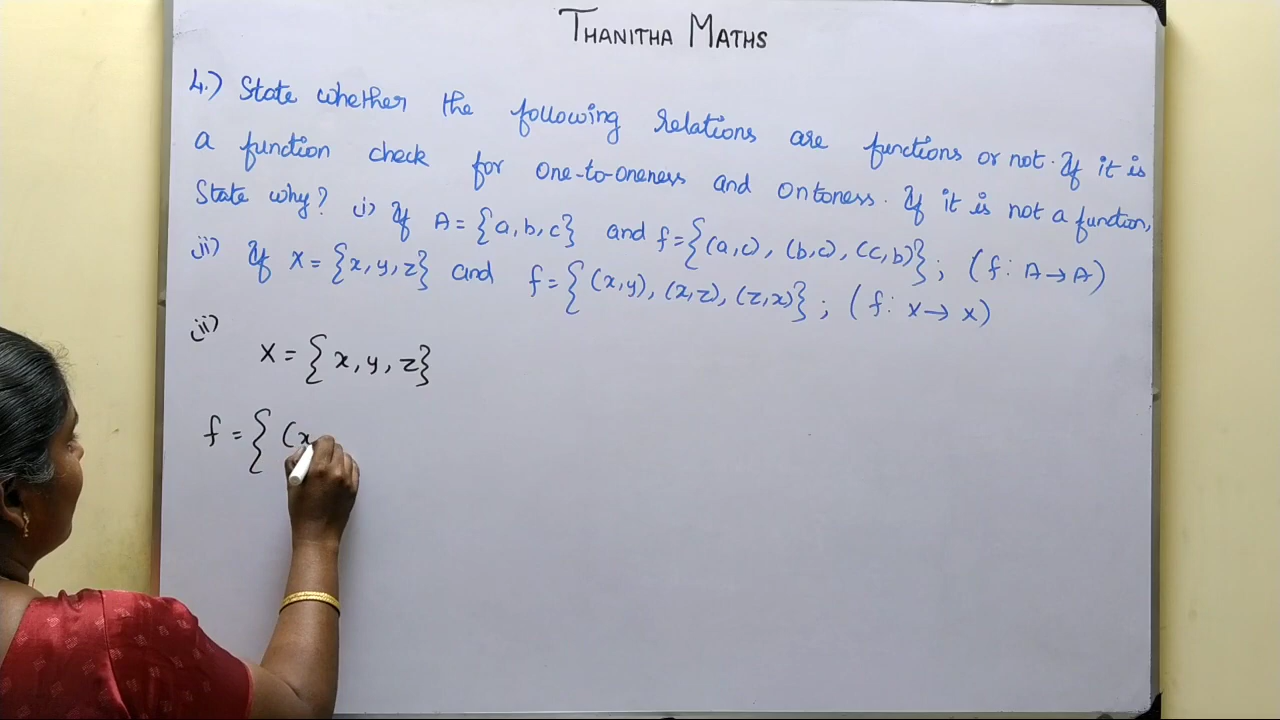 THANITHA MATHS
4.) State whether the following relations are functions or not. If it is
a function check for one-to-oneness and ontoness. If it is not a function,
State why? i) If A = {a, b, c} and f = {(a, c), (b, c), (c, b)}; (f: A → A)
ii) If X = {x, y, z} and f = {(x, y), (x, z), (z, x)}; (f: X → X)
ii) X = {x, y, z}
f = { (x